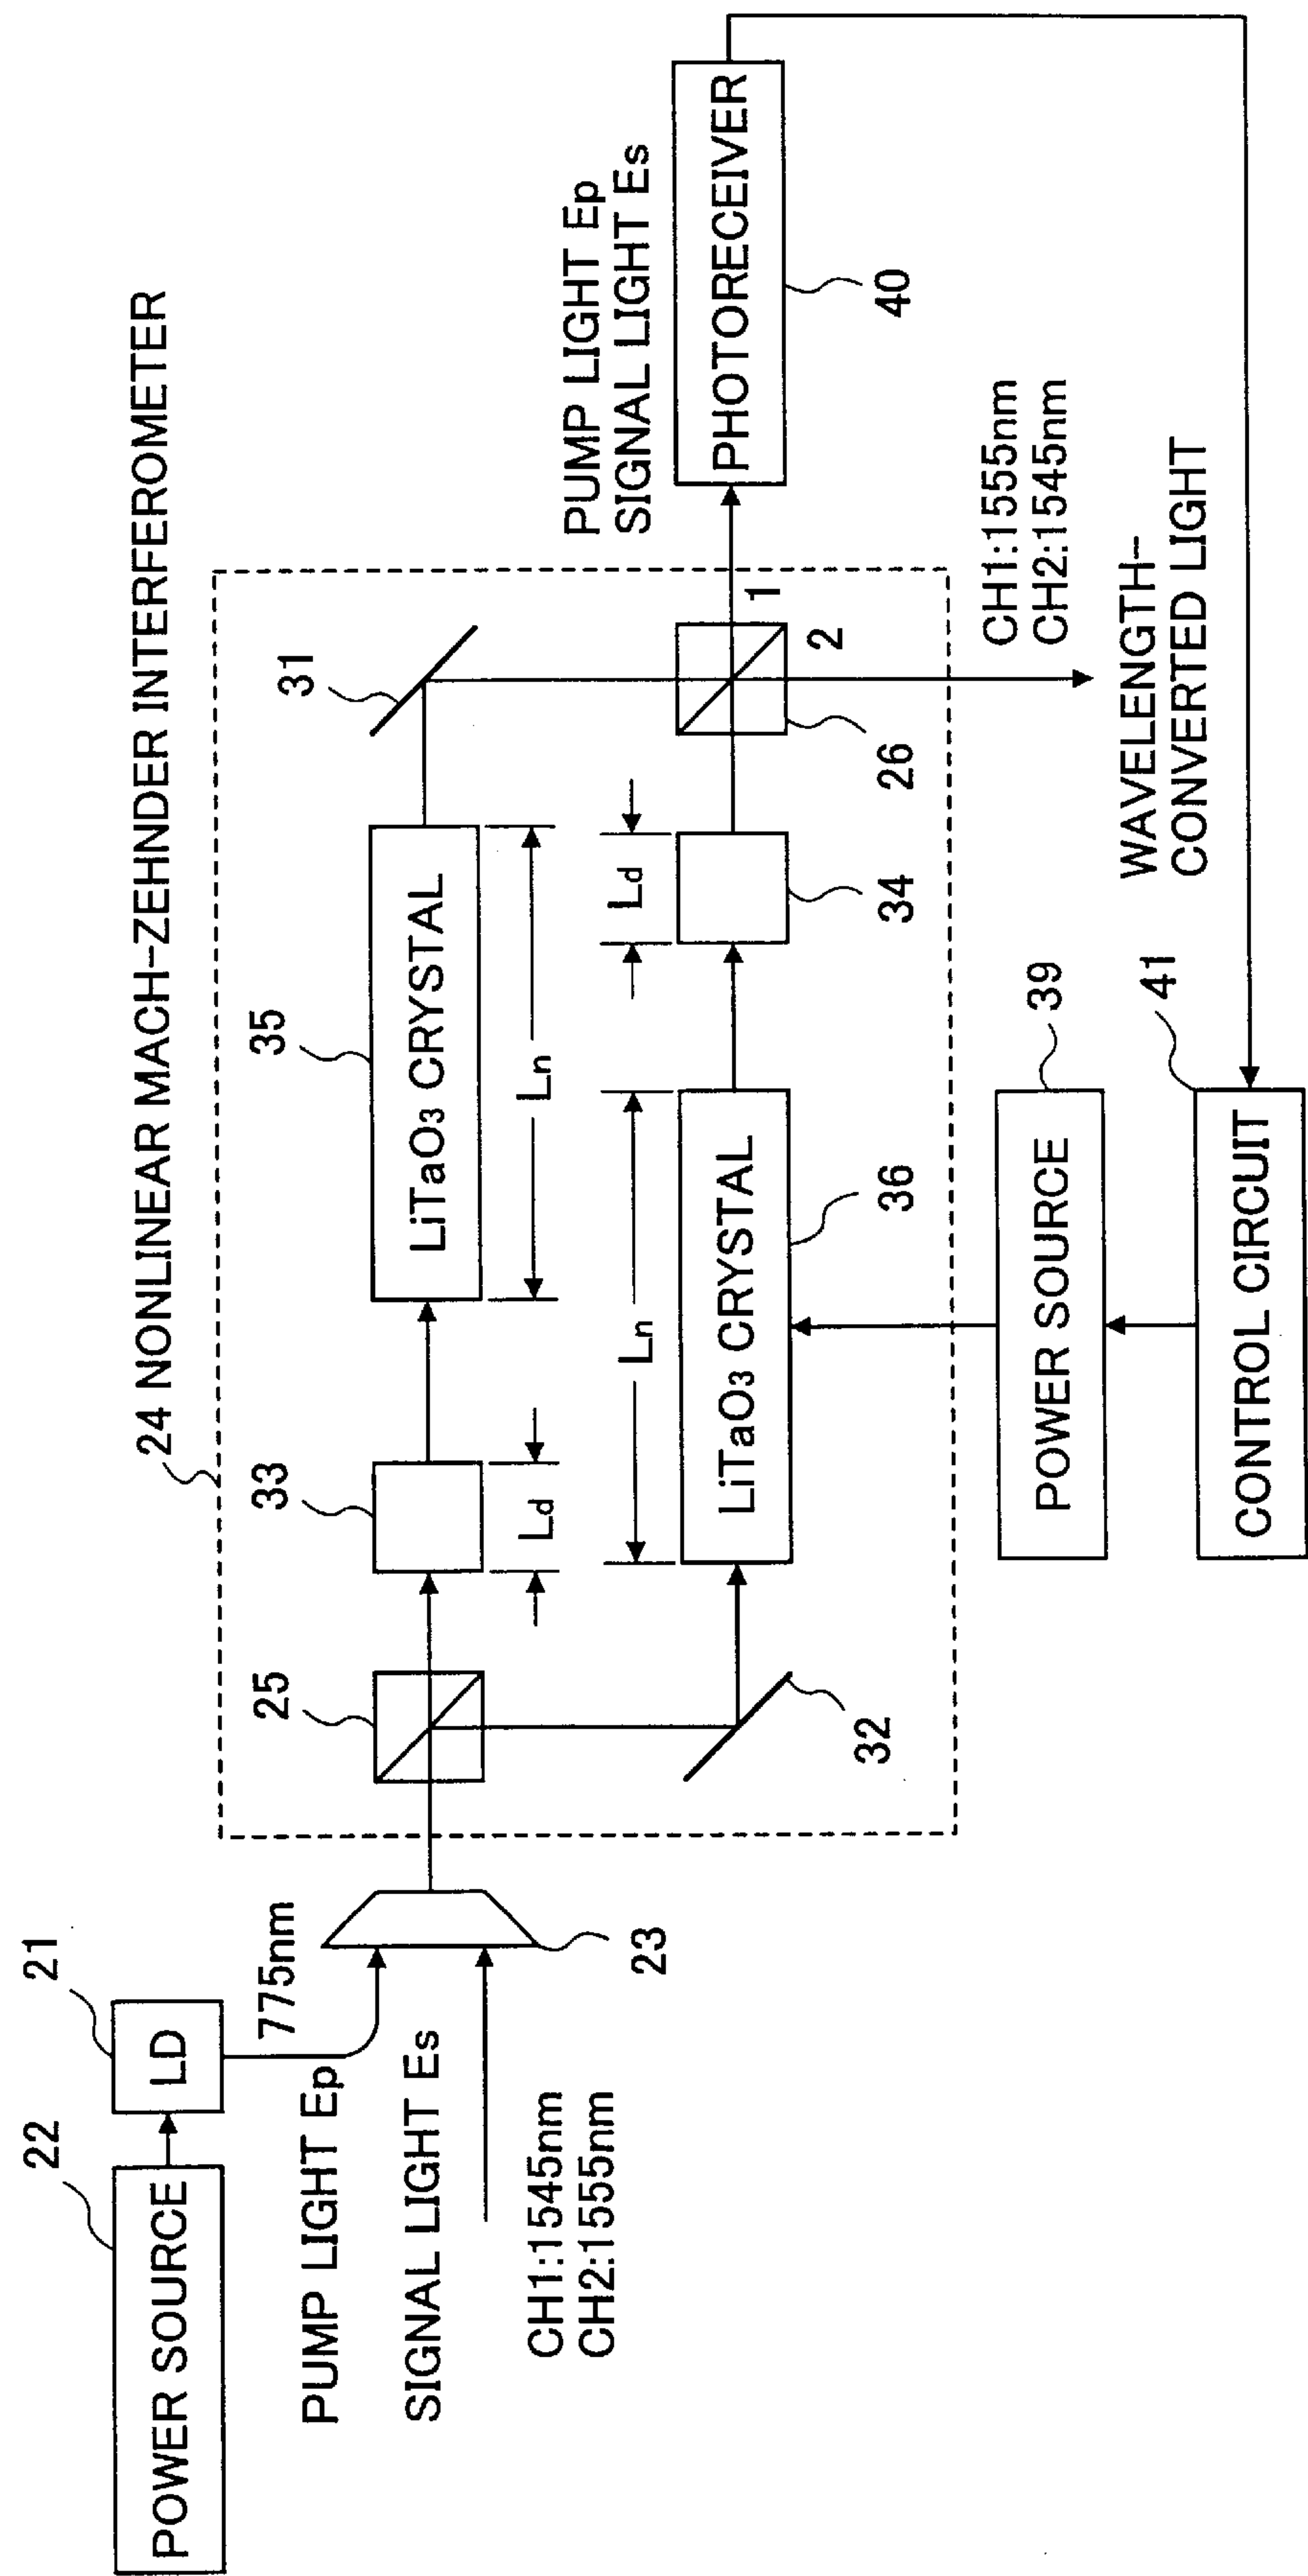 24 NONLINEAR MACH-ZEHNDER INTERFEROMETER
22
POWER SOURCE
21
LD
775nm
PUMP LIGHT Ep
SIGNAL LIGHT Es
CH1:1545nm
CH2:1555nm
23
25
33
Ld
35
LiTaO3 CRYSTAL
Ln
31
32
Ln
LiTaO3 CRYSTAL
36
Ld
34
26
1
2
PUMP LIGHT Ep
SIGNAL LIGHT Es
PHOTORECEIVER
40
CH1:1555nm
CH2:1545nm
WAVELENGTH-
CONVERTED LIGHT
39
POWER SOURCE
41
CONTROL CIRCUIT